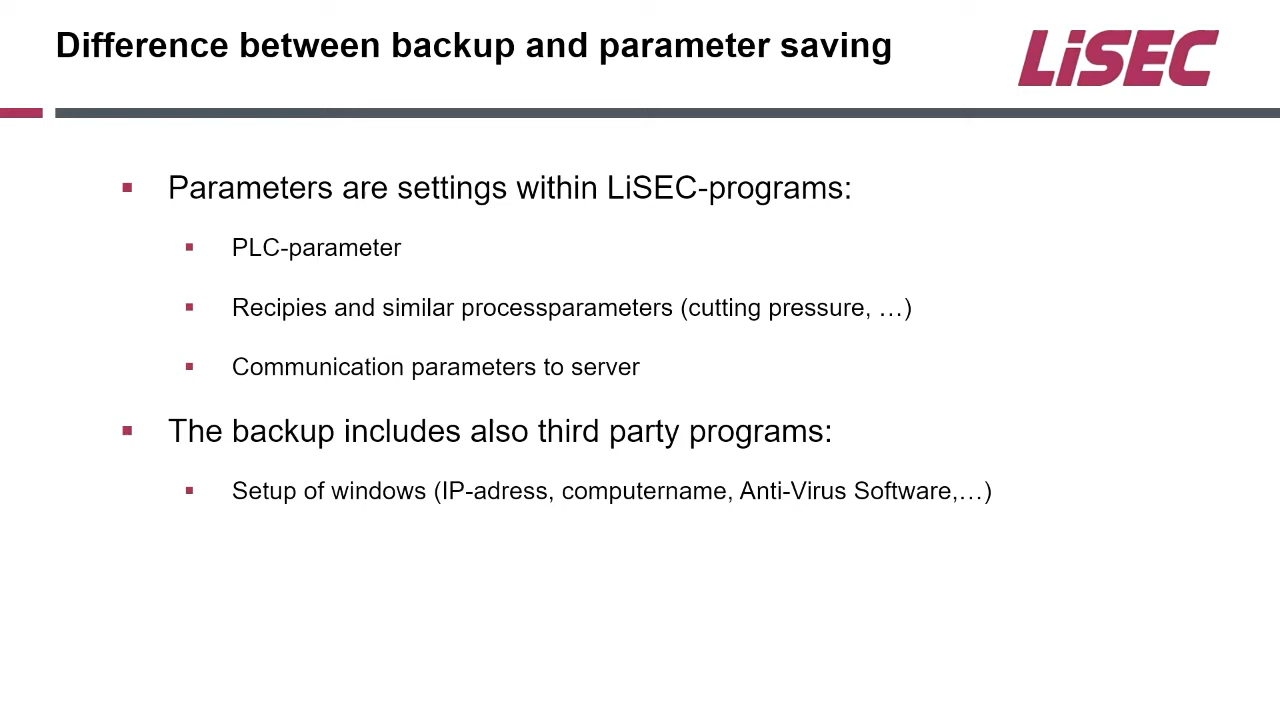 Difference between backup and parameter saving
LiSEC
Parameters are settings within LiSEC-programs:
PLC-parameter
Recipies and similar processparameters (cutting pressure, …)
Communication parameters to server
The backup includes also third party programs:
Setup of windows (IP-adress, computername, Anti-Virus Software,…)